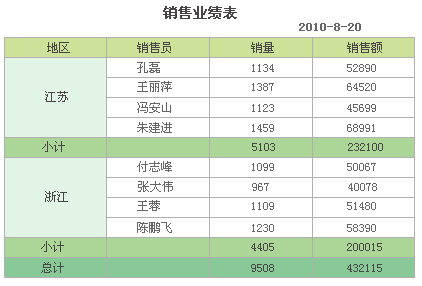 销售业绩表
2010-8-20
地区 销售员 销量 销售额
江苏 孔磊 1134 52890
王丽萍 1387 64520
冯安山 1123 45699
朱建进 1459 68991
小计 5103 232100
浙江 付志峰 1099 50067
张大伟 967 40078
王蓉 1109 51480
陈鹏飞 1230 58390
小计 4405 200015
总计 9508 432115